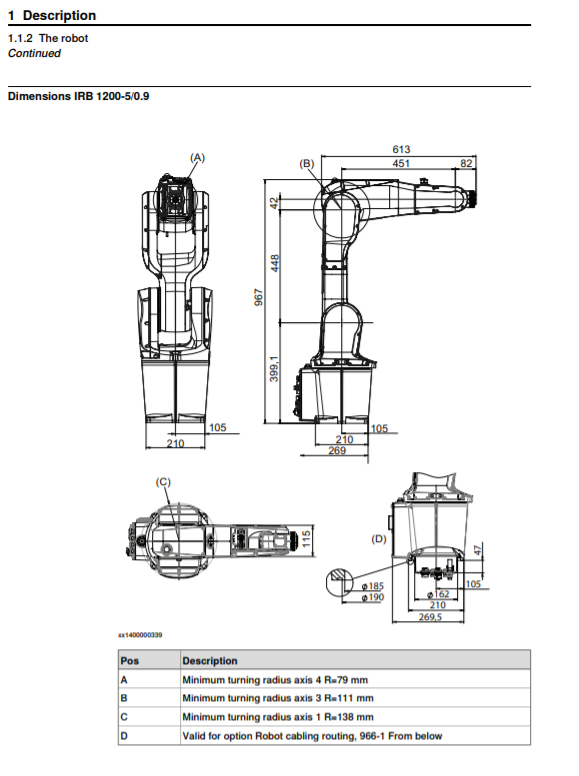 1 Description
1.1.2 The robot
Continued
Dimensions IRB 1200-5/0.9
(A)
(B)
613
451
82
42
448
967
399,1
105
210
105
210
269
(C)
115
(D)
47
ø185
ø190
105
ø162
210
269,5
xx1400000339
Pos Description
A Minimum turning radius axis 4 R=79 mm
B Minimum turning radius axis 3 R=111 mm
C Minimum turning radius axis 1 R=138 mm
D Valid for option Robot cabling routing, 966-1 From below